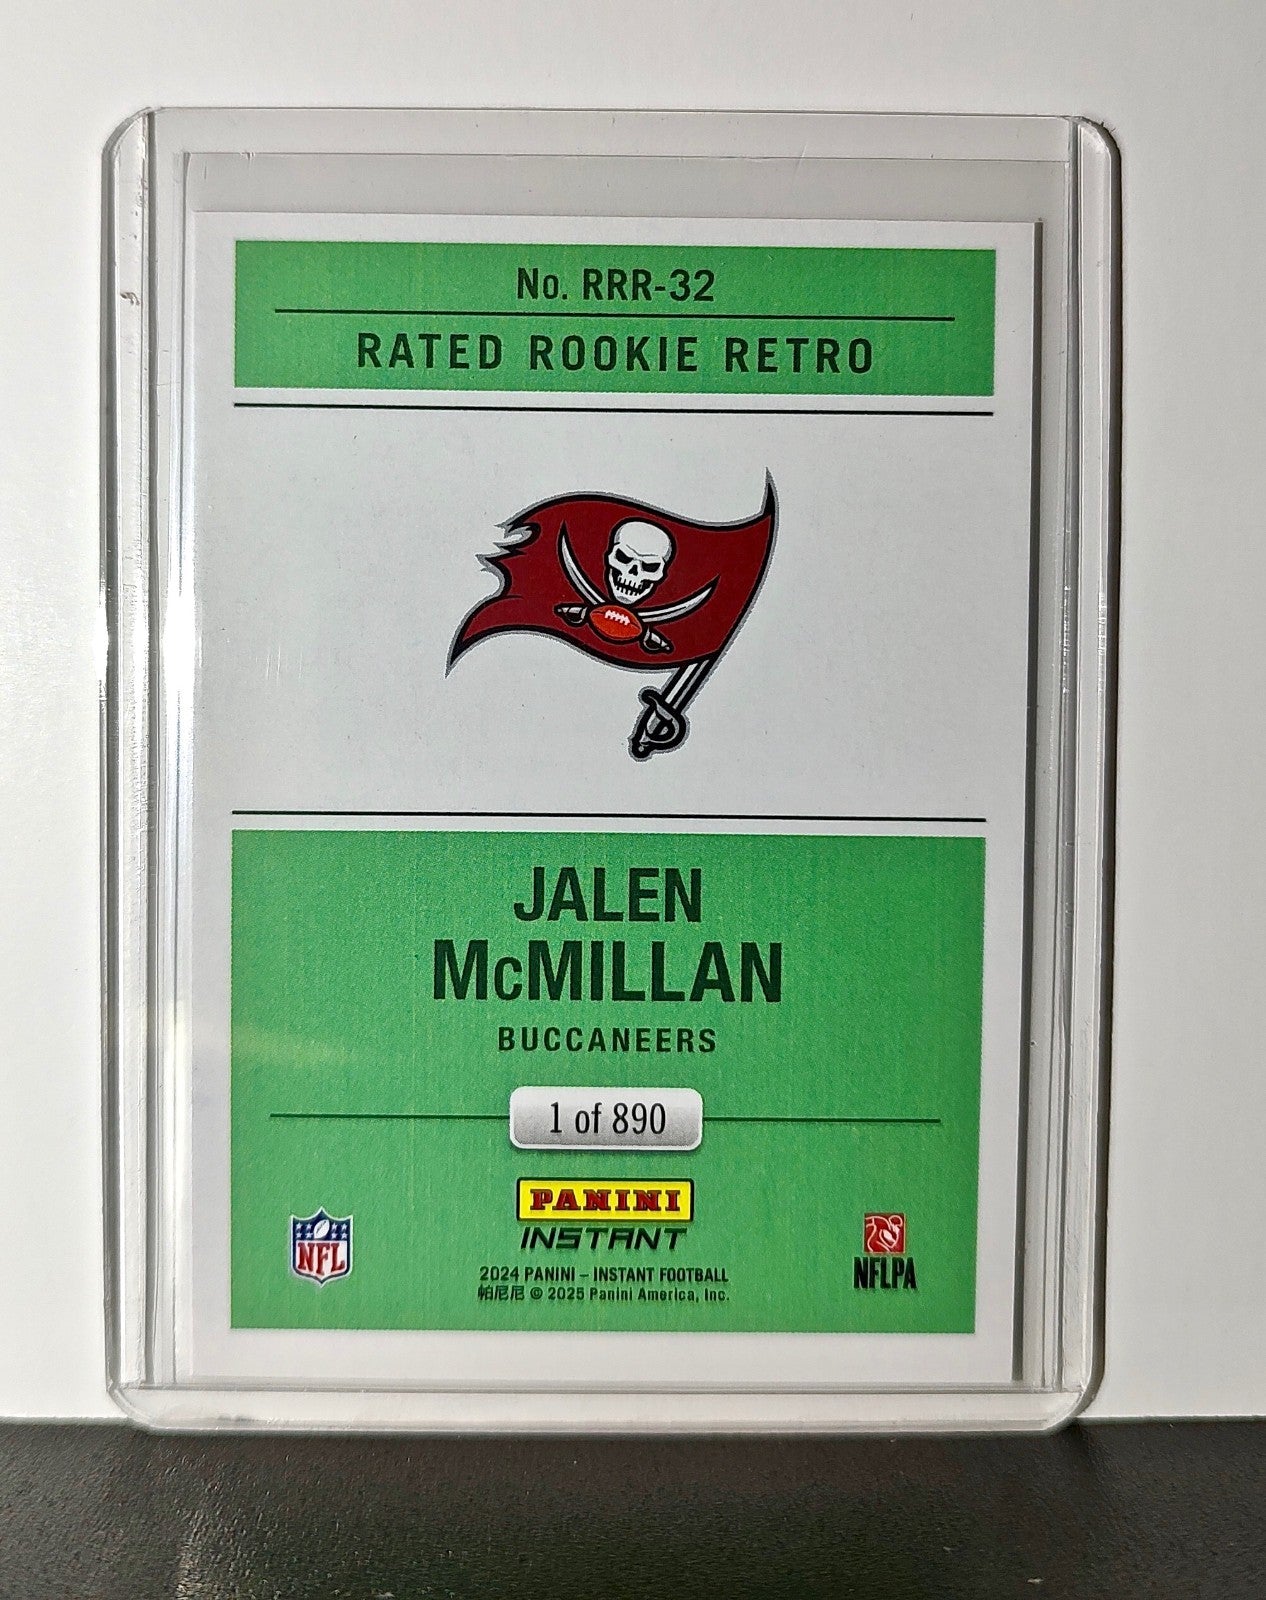 No. RRR-32
RATED ROOKIE RETRO
JALEN
McMILLAN
BUCCANEERS
1 of 890
PANINI
INSTANT
NFL
NFLPA
2024 PANINI – INSTANT FOOTBALL
帕尼尼 © 2025 Panini America, Inc.